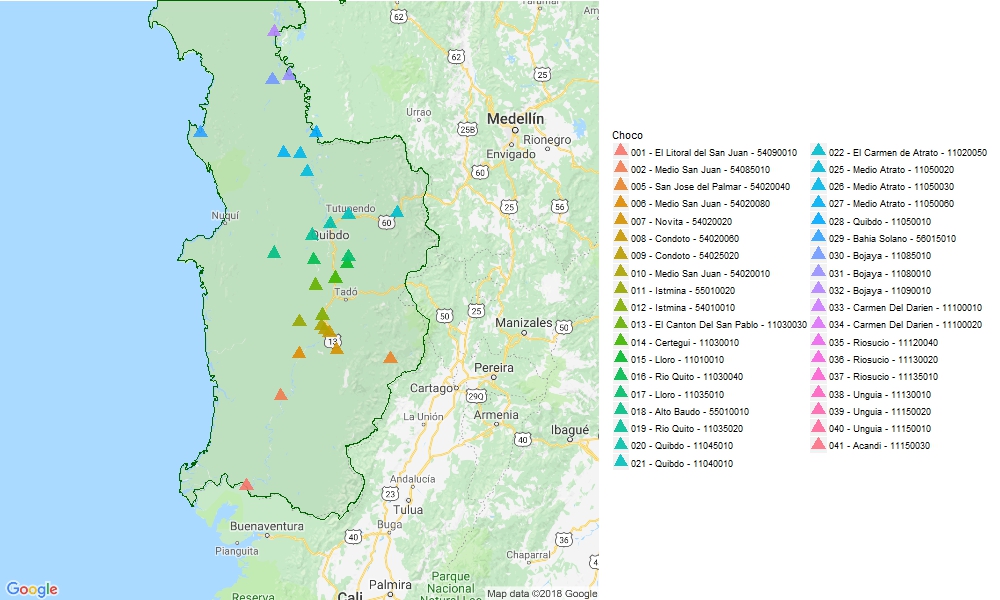 62
Yarumal
Am
62
25
Urrao
25B
Medellín
Rionegro
Envigado
60
Nuquí
Tutunendo
60
25
56
Quibdo
Tadó
50
25
Manizales
50
13
Pereira
Cartago
29Q
La Unión
Armenia
40
Ibagué
Andalucía
23
Tulua
Buenaventura
Buga
40
36
Pianguita
Chaparral
4
Palmira
Parque
Nacional
Natural Las
Google
Reserva
Cali
Map data ©2018 Google
Choco
001 - El Litoral del San Juan - 54090010
002 - Medio San Juan - 54085010
005 - San Jose del Palmar - 54020040
006 - Medio San Juan - 54020080
007 - Novita - 54020020
008 - Condoto - 54020060
009 - Condoto - 54025020
010 - Medio San Juan - 54020010
011 - Istmina - 55010020
012 - Istmina - 54010010
013 - El Canton Del San Pablo - 11030030
014 - Certegui - 11030010
015 - Lloro - 11010010
016 - Rio Quito - 11030040
017 - Lloro - 11035010
018 - Alto Baudo - 55010010
019 - Rio Quito - 11035020
020 - Quibdo - 11045010
021 - Quibdo - 11040010
022 - El Carmen de Atrato - 11020050
025 - Medio Atrato - 11050020
026 - Medio Atrato - 11050030
027 - Medio Atrato - 11050060
028 - Quibdo - 11050010
029 - Bahia Solano - 56015010
030 - Bojaya - 11085010
031 - Bojaya - 11080010
032 - Bojaya - 11090010
033 - Carmen Del Darien - 11100010
034 - Carmen Del Darien - 11100020
035 - Riosucio - 11120040
036 - Riosucio - 11130020
037 - Riosucio - 11135010
038 - Unguia - 11130010
039 - Unguia - 11150020
040 - Unguia - 11150010
041 - Acandi - 11150030